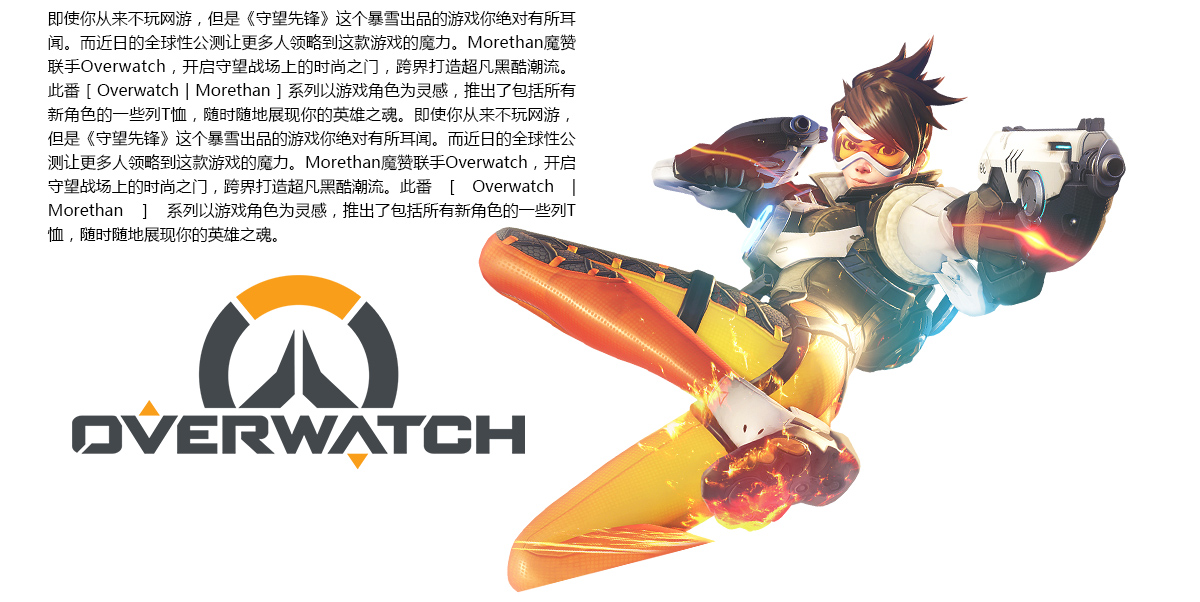 即使你从来不玩网游，但是《守望先锋》这个暴雪出品的游戏你绝对有所耳
闻。而近日的全球性公测让更多人领略到这款游戏的魔力。Morethan魔赞
联手Overwatch，开启守望战场上的时尚之门，跨界打造超凡黑酷潮流。
此番 [ Overwatch | Morethan ] 系列以游戏角色为灵感，推出了包括所有
新角色的一些列T恤，随时随地展现你的英雄之魂。即使你从来不玩网游，
但是《守望先锋》这个暴雪出品的游戏你绝对有所耳闻。而近日的全球性公
测让更多人领略到这款游戏的魔力。Morethan魔赞联手Overwatch，开启
守望战场上的时尚之门，跨界打造超凡黑酷潮流。此番 [ Overwatch |
Morethan ] 系列以游戏角色为灵感，推出了包括所有新角色的一些列T
恤，随时随地展现你的英雄之魂。
OVERWATCH